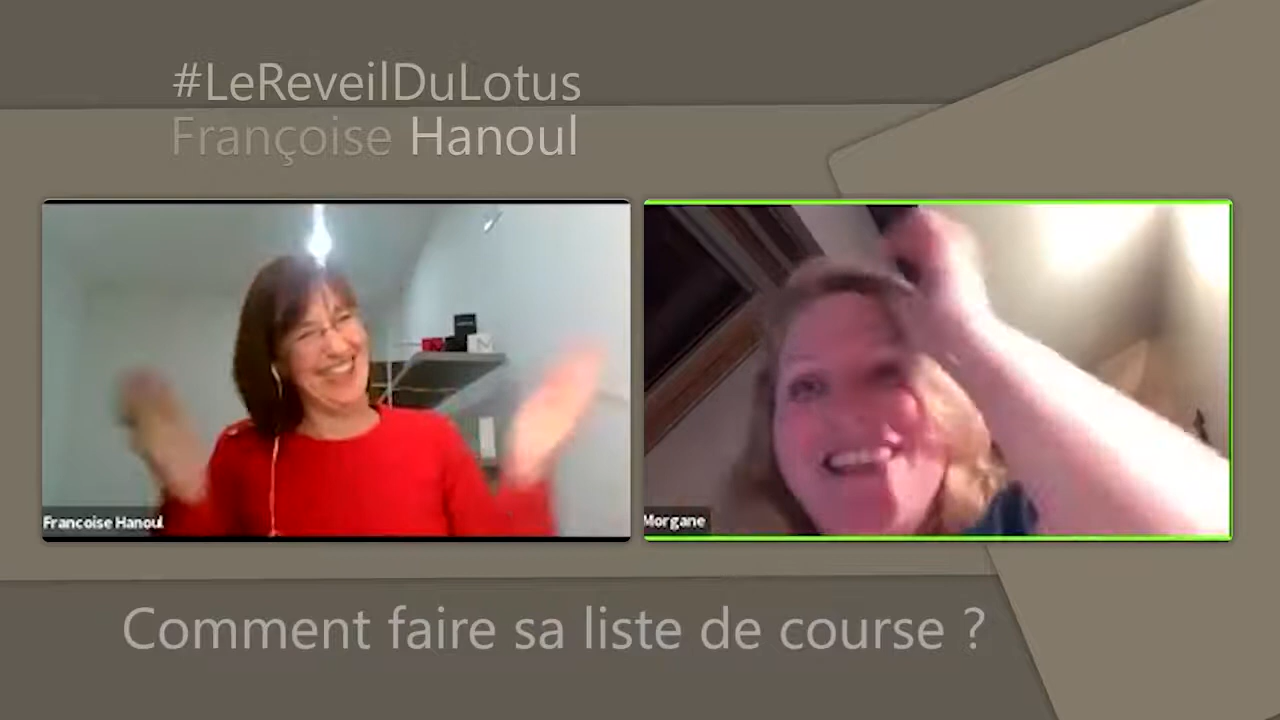 #LeReveilDuLotus
Françoise Hanoul
Francoise Hanoul
Morgane
Comment faire sa liste de course ?